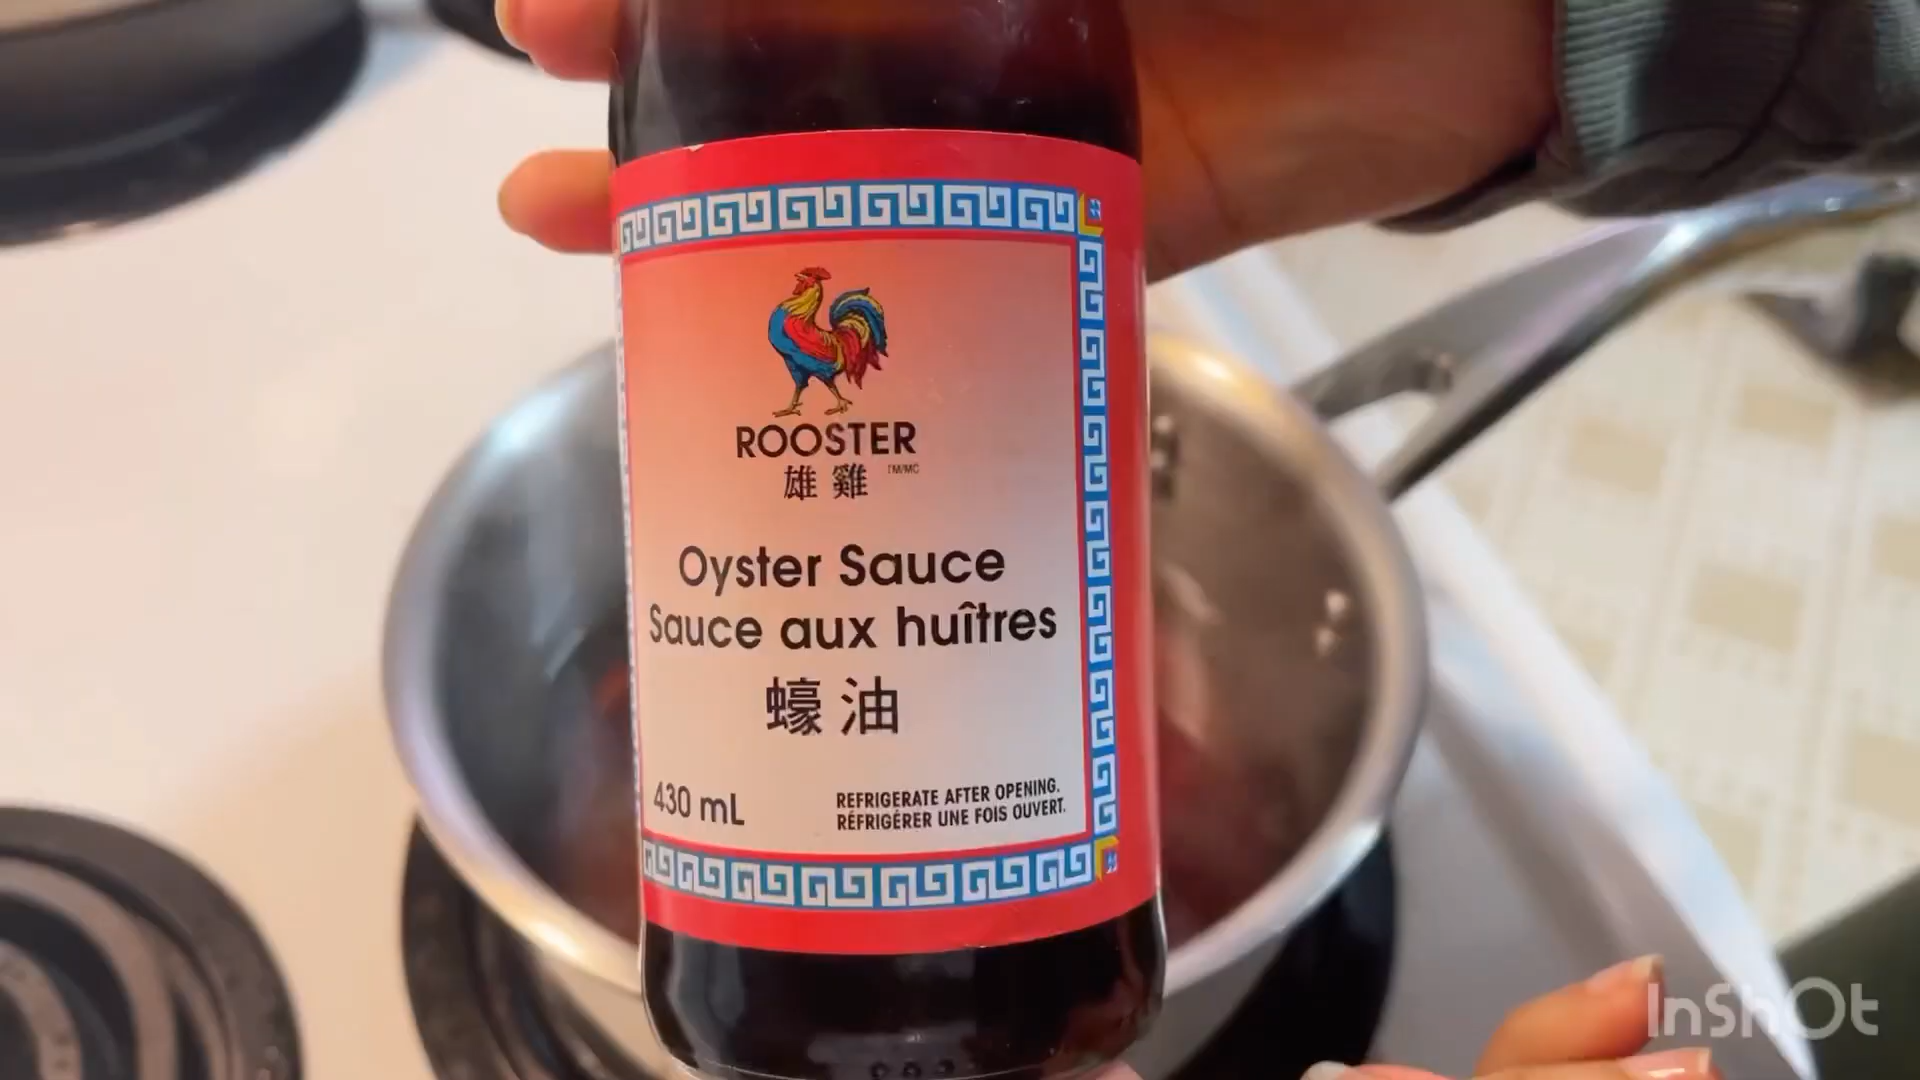 ROOSTER
雄雞 TM/MC
Oyster Sauce
Sauce aux huîtres
蠔油
430 mL
REFRIGERATE AFTER OPENING.
RÉFRIGÉRER UNE FOIS OUVERT.
InShOt